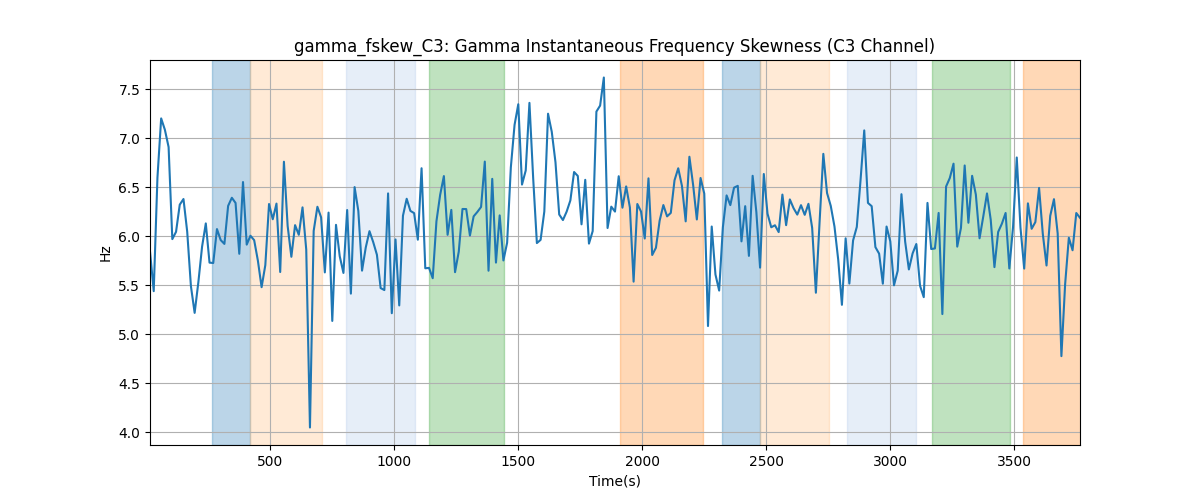 gamma_fskew_C3: Gamma Instantaneous Frequency Skewness (C3 Channel)
Hz
7.5
7.0
6.5
6.0
5.5
5.0
4.5
4.0
500 1000 1500 2000 2500 3000 3500
Time(s)